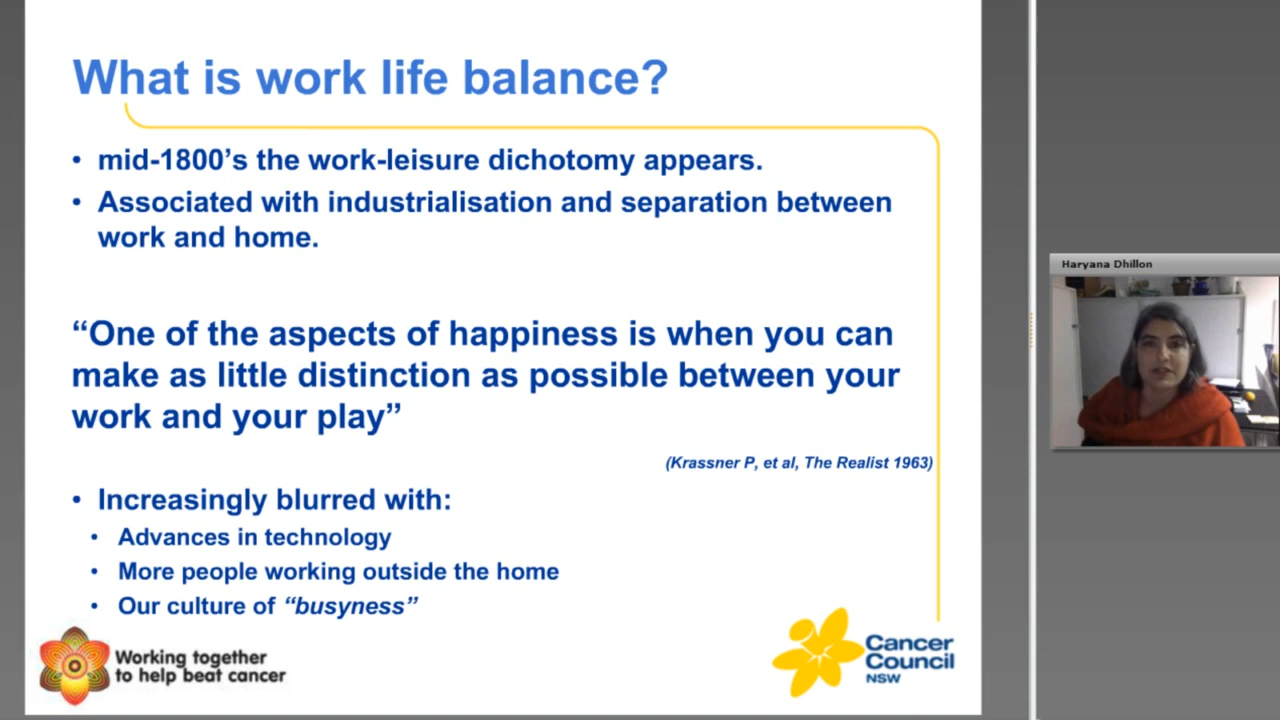 What is work life balance?
• mid-1800’s the work-leisure dichotomy appears.
• Associated with industrialisation and separation between
work and home.
“One of the aspects of happiness is when you can
make as little distinction as possible between your
work and your play”
(Krassner P, et al, The Realist 1963)
• Increasingly blurred with:
• Advances in technology
• More people working outside the home
• Our culture of “busyness”
Working together
to help beat cancer
Cancer
Council
NSW
Haryana Dhillon